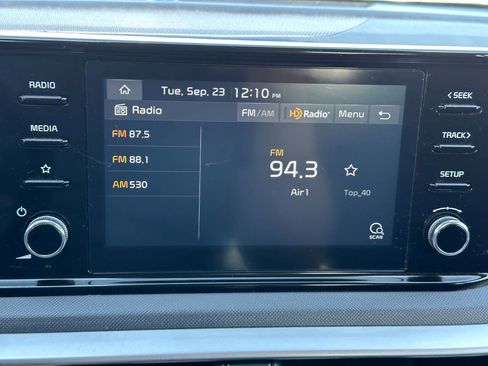 RADIO
MEDIA
Tue, Sep. 23 12:10 PM
Radio FM/AM HD Radio® Menu
FM 87.5
FM 88.1
AM 530
FM
94.3
Air1 Top_40
SCAN
<SEEK
TRACK>
SETUP